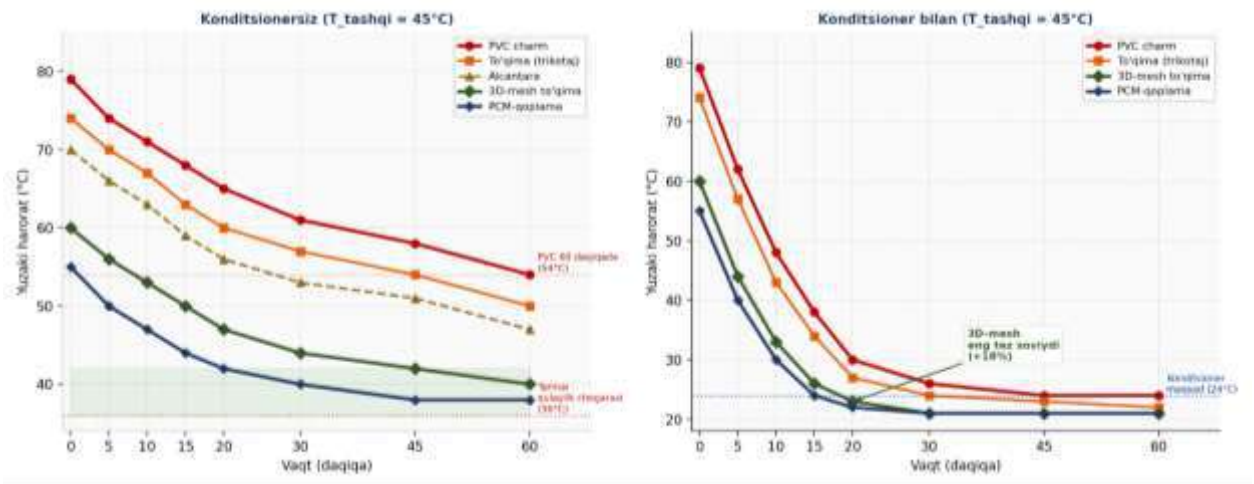 Konditsionersiz (T_tashqi = 45°C)
PVC charm
To'qima (trikotaj)
Alcantara
3D-mesh to'qima
PCM-qoplama
Yuzaki harorat (°C)
80
70
60
50
40
PVC 60 daqiqada
(54°C)
(36°C)
0 5 10 15 20 30 45 60
Vaqt (daqiqa)
Konditsioner bilan (T_tashqi = 45°C)
PVC charm
To'qima (trikotaj)
3D-mesh to'qima
PCM-qoplama
Yuzaki harorat (°C)
80
70
60
50
40
30
20
3D-mesh
eng tez soviydi
(+18%)
Konditsioner
maqsad (24°C)
0 5 10 15 20 30 45 60
Vaqt (daqiqa)